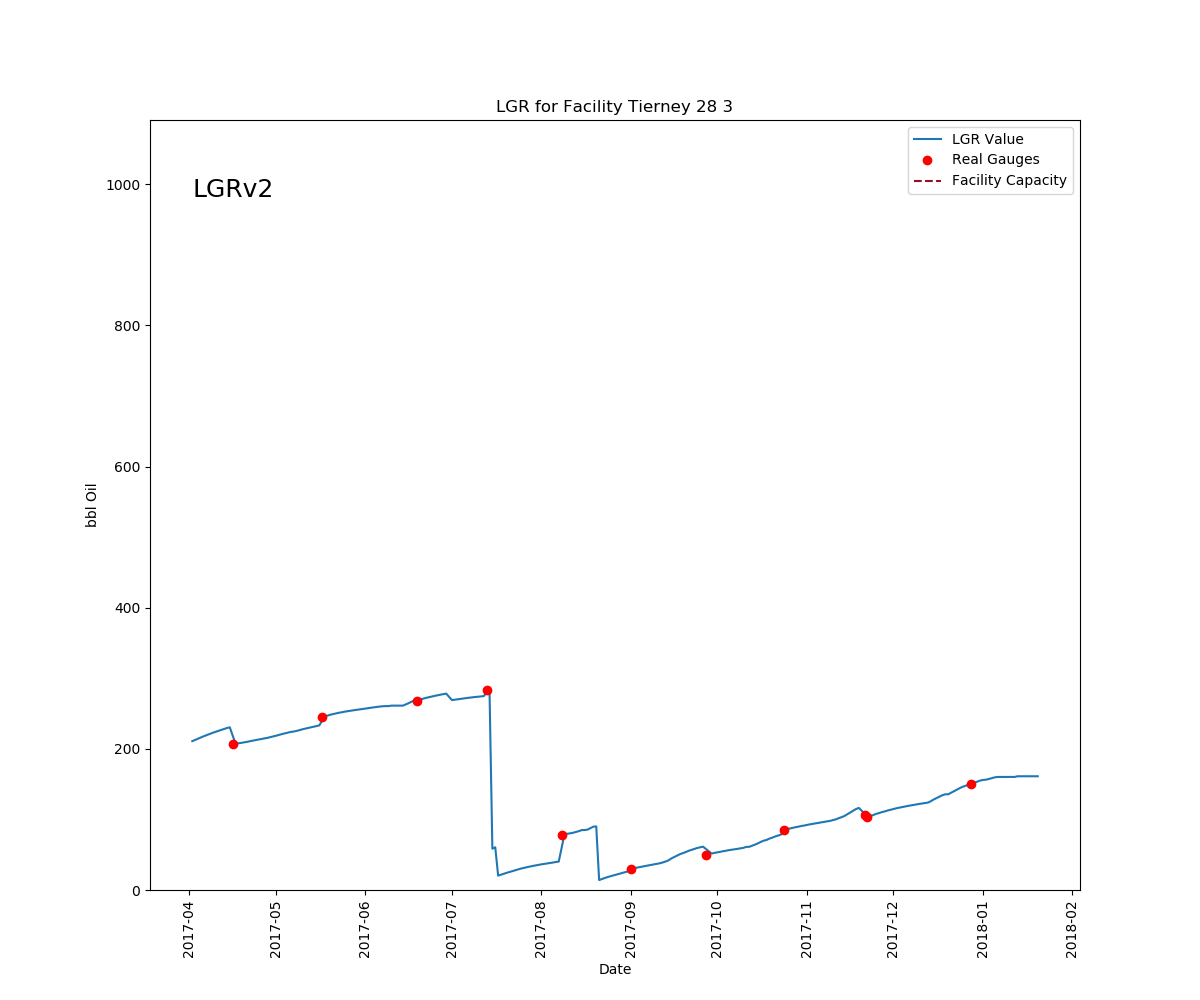 LGR for Facility Tierney 28 3
LGRv2
LGR Value
Real Gauges
Facility Capacity
bbl Oil
1000
800
600
400
200
0
2017-04
2017-05
2017-06
2017-07
2017-08
2017-09
2017-10
2017-11
2017-12
2018-01
2018-02
Date